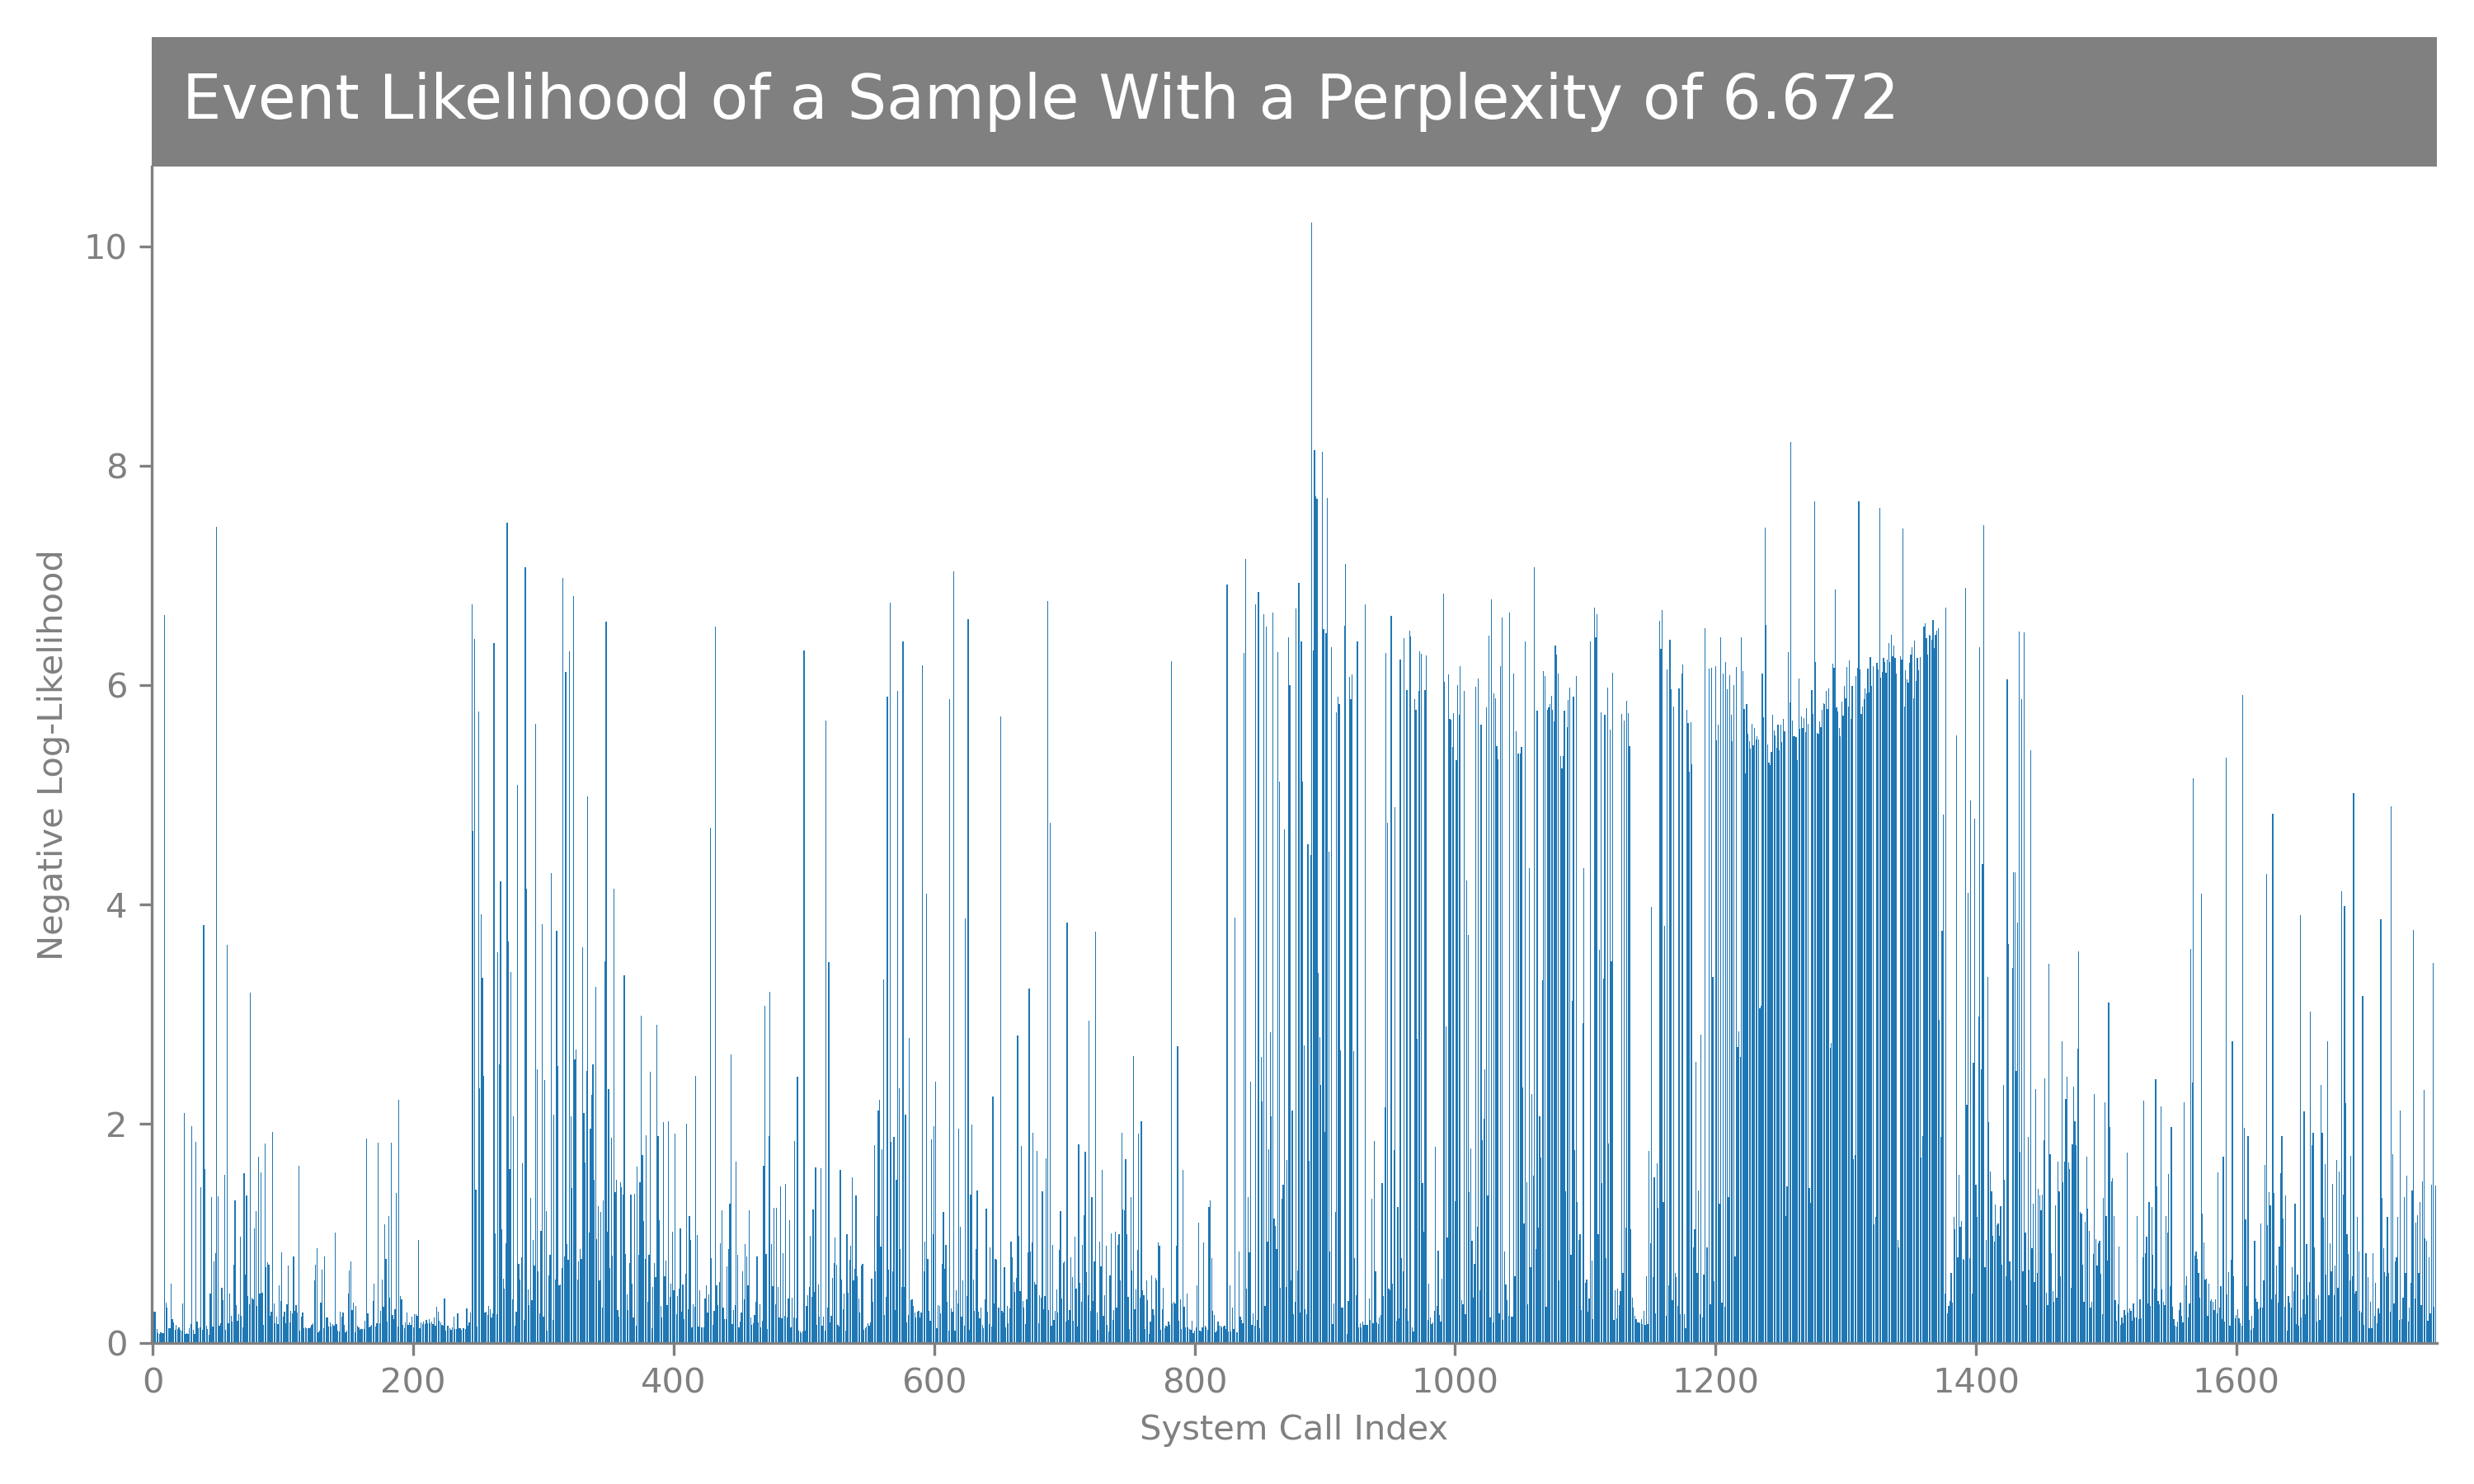 Event Likelihood of a Sample With a Perplexity of 6.672
10
8
6
4
2
0
Negative Log-Likelihood
0 200 400 600 800 1000 1200 1400 1600
System Call Index